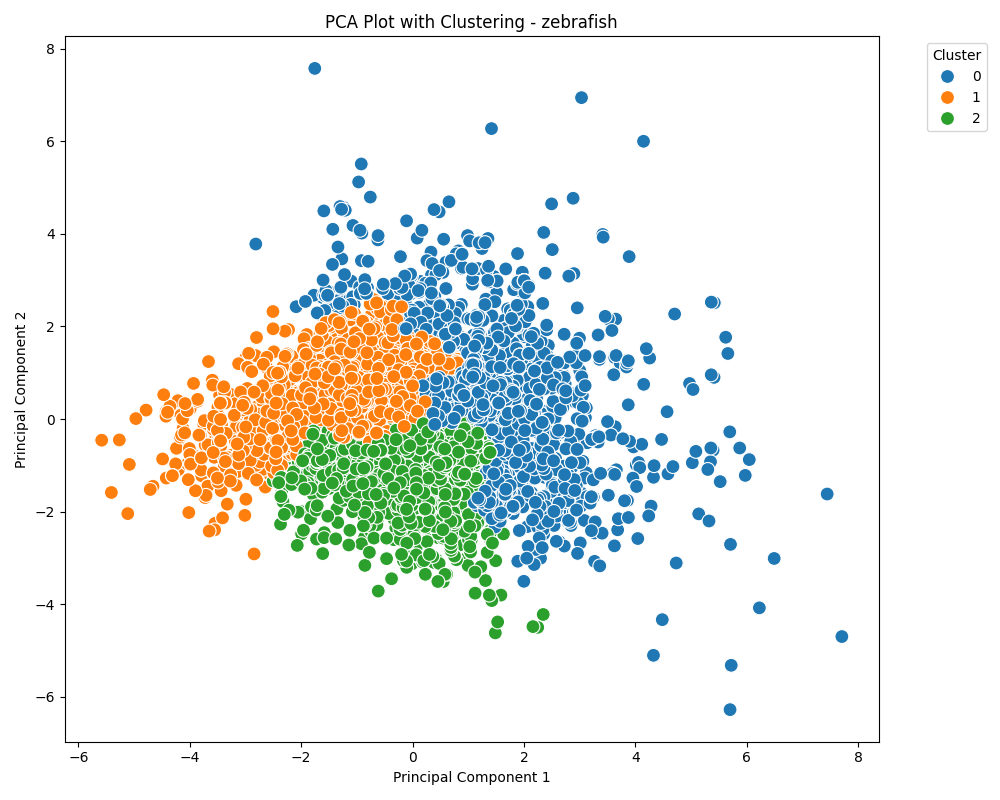 PCA Plot with Clustering - zebrafish
Cluster
0
1
2
Principal Component 2
8
6
4
2
0
−2
−4
−6
−6 −4 −2 0 2 4 6 8
Principal Component 1